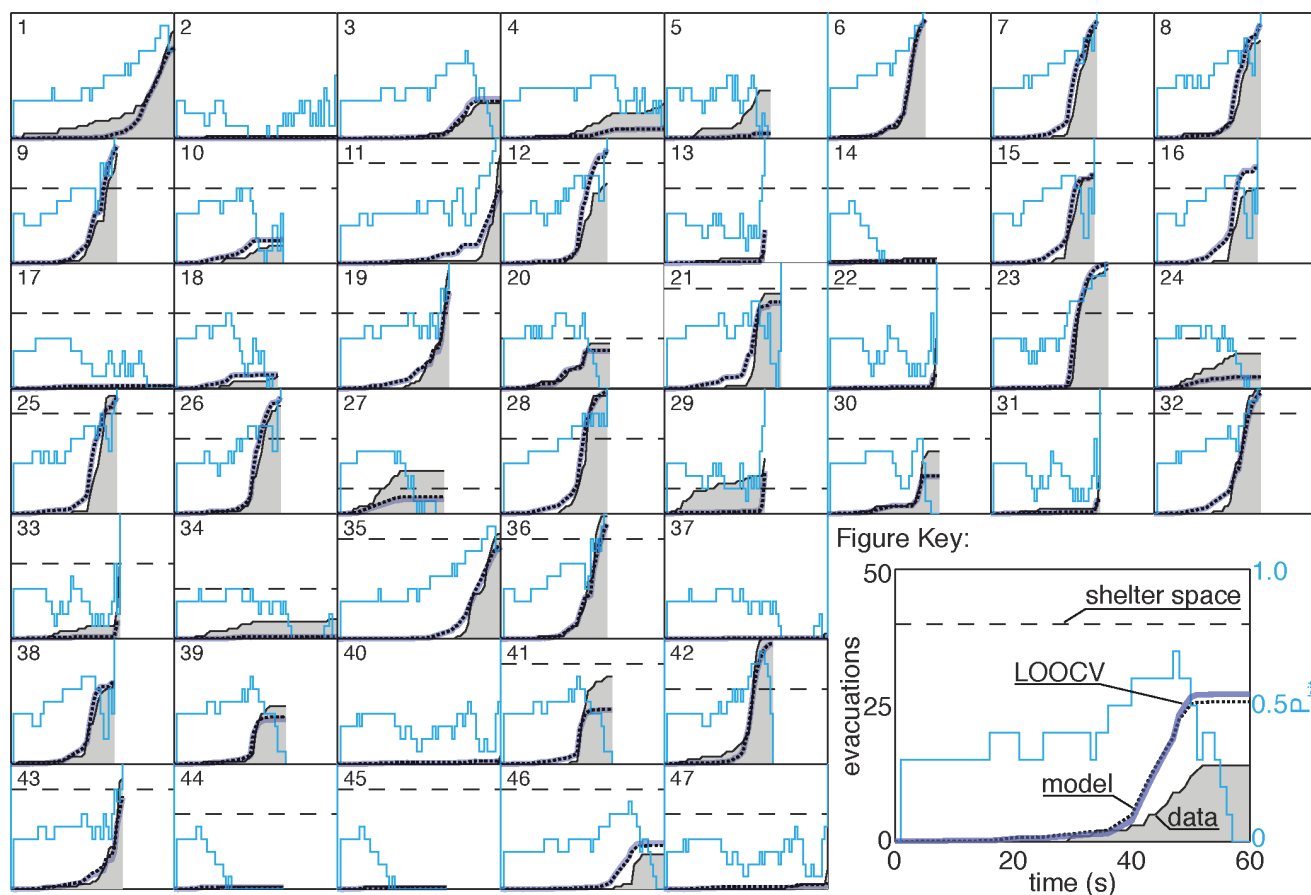 1 2 3 4 5 6 7 8
9 10 11 12 13 14 15 16
17 18 19 20 21 22 23 24
25 26 27 28 29 30 31 32
33 34 35 36 37
Figure Key:
50 1.0
shelter space
38 39 40 41 42
LOOCV
evacuations
25 0.5
model
data
43 44 45 46 47
0 0
0 20 40 60
time (s)